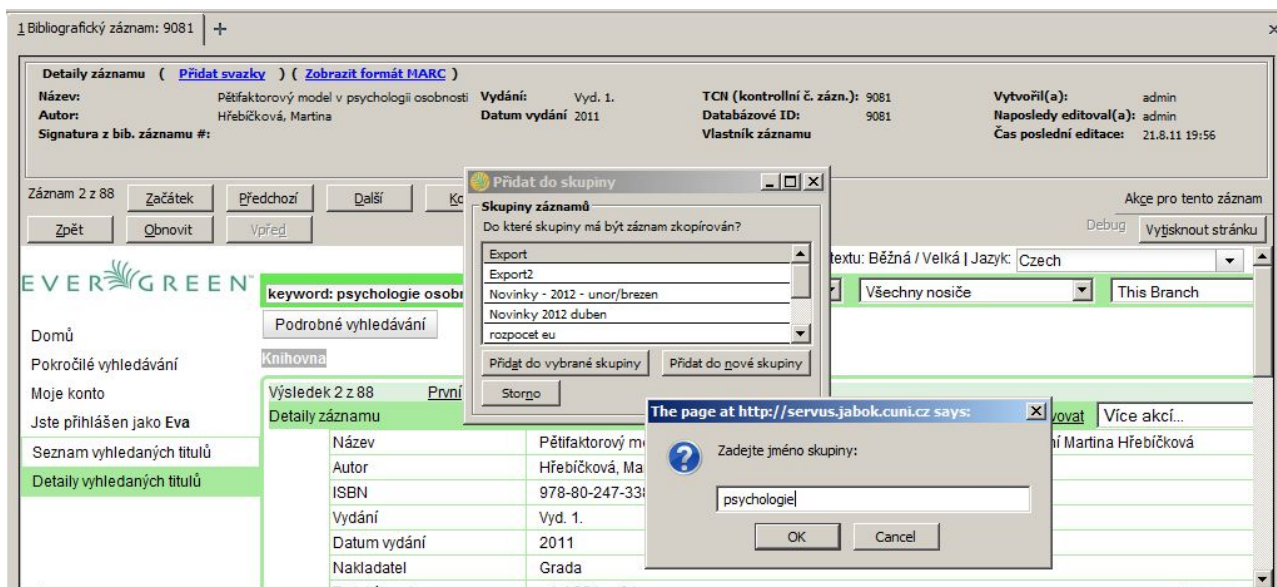 1 Bibliografický záznam: 9081
Detaily záznamu ( Přidat svazky ) ( Zobrazit formát MARC )
Název: Pětifaktorový model v psychologii osobnosti Vydání: Vyd. 1. TCN (kontrollní č. zázn.): 9081 Vytvořil(a): admin
Autor: Hřebíčková, Martina Datum vydání 2011 Databázové ID: 9081 Naposledy editoval(a): admin
Signatura z bib. záznamu #: Vlastník záznamu Čas poslední editace: 21.8.11 19:56
Záznam 2 z 88 Začátek Předchozí Další Akce pro tento záznam
Zpět Obnovit Vpřed Debug Vytisknout stránku
Přidat do skupiny
Skupiny záznamů
Do které skupiny má být záznam zkopírován?
Export
Export2
Novinky - 2012 - unor/brezen
Novinky 2012 duben
rozpocet eu
Přidat do vybrané skupiny Přidat do nové skupiny
Storno
textu: Běžná / Velká | Jazyk: Czech
EVERGREEN
keyword: psychologie Všechny nosiče This Branch
Podrobné vyhledávání
Knihovna
Domů
Pokročilé vyhledávání
Moje konto
Jste přihlášen jako Eva
Seznam vyhledaných titulů
Detaily vyhledaných titulů
Výsledek 2 z 88 První
Detaily záznamu Více akcí...
Název Pětifaktorový Martina Hřebíčková
Autor Hřebíčková,
ISBN 978-80-247-33
Vydání Vyd. 1.
Datum vydání 2011
Nakladatel Grada
The page at http://servus.jabok.cuni.cz says:
Zadejte jméno skupiny:
psychologie
OK Cancel